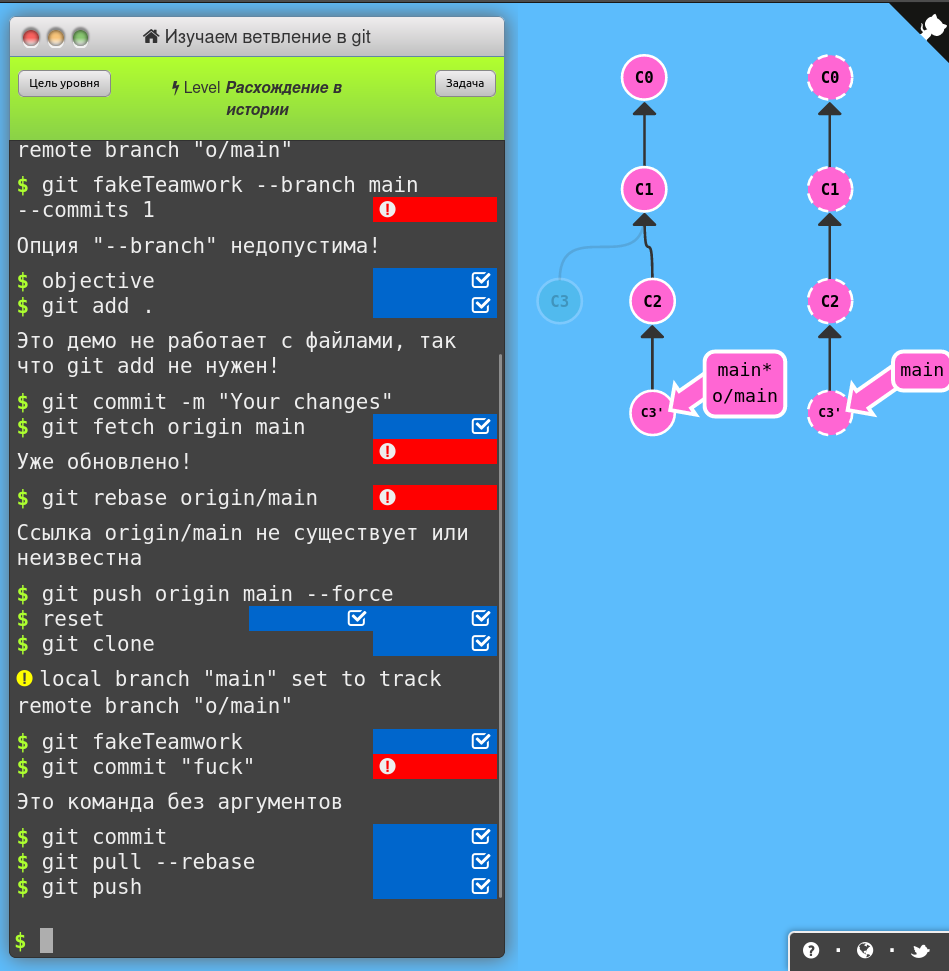 Изучаем ветвление в git
Цель уровня
Level Расхождение в
истории
Задача
remote branch "o/main"
$ git fakeTeamwork --branch main
--commits 1
Опция "--branch" недопустима!
$ objective
$ git add .
Это демо не работает с файлами, так
что git add не нужен!
$ git commit -m "Your changes"
$ git fetch origin main
Уже обновлено!
$ git rebase origin/main
Ссылка origin/main не существует или
неизвестна
$ git push origin main --force
$ reset
$ git clone
local branch "main" set to track
remote branch "o/main"
$ git fakeTeamwork
$ git commit "fuck"
Это команда без аргументов
$ git commit
$ git pull --rebase
$ git push
$
C0
C1
C3
C2
C3'
main*
o/main
C0
C1
C2
C3'
main